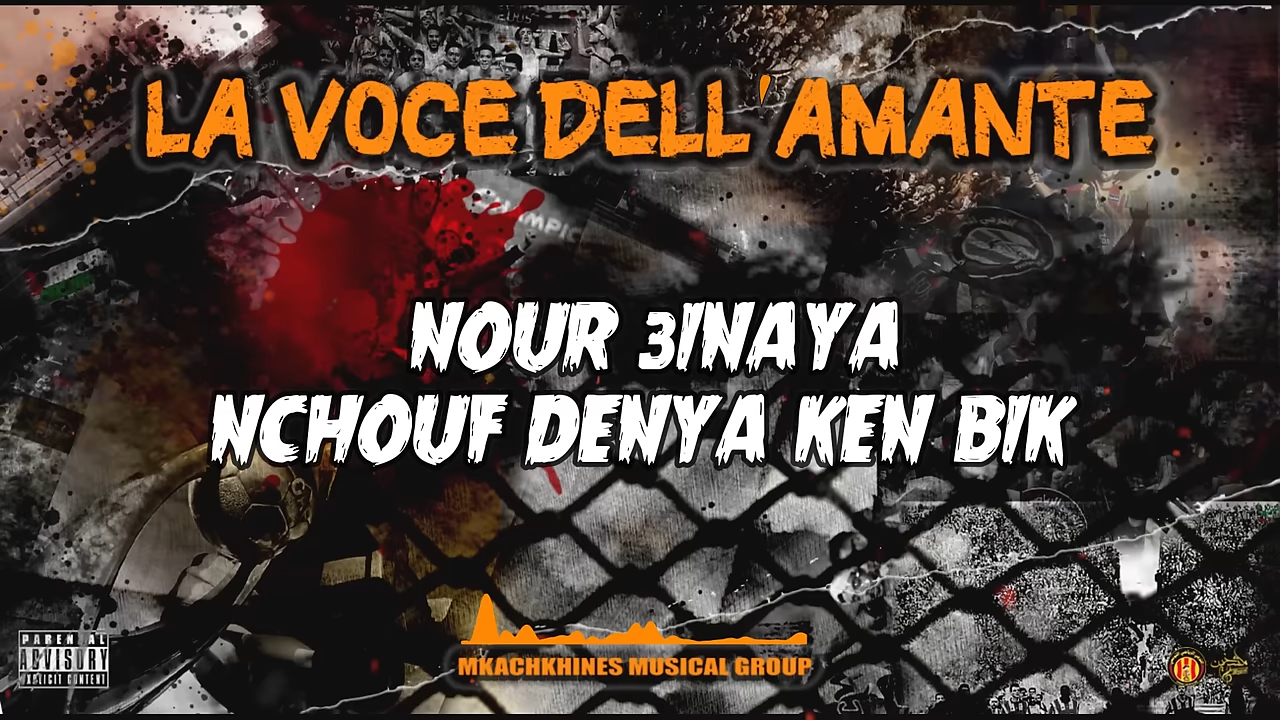 LA VOCE DELL'AMANTE
NOUR 3INAYA
NCHOUF DENYA KEN BIK
MKACHKHINES MUSICAL GROUP
PARENTAL
ADVISORY
EXPLICIT CONTENT